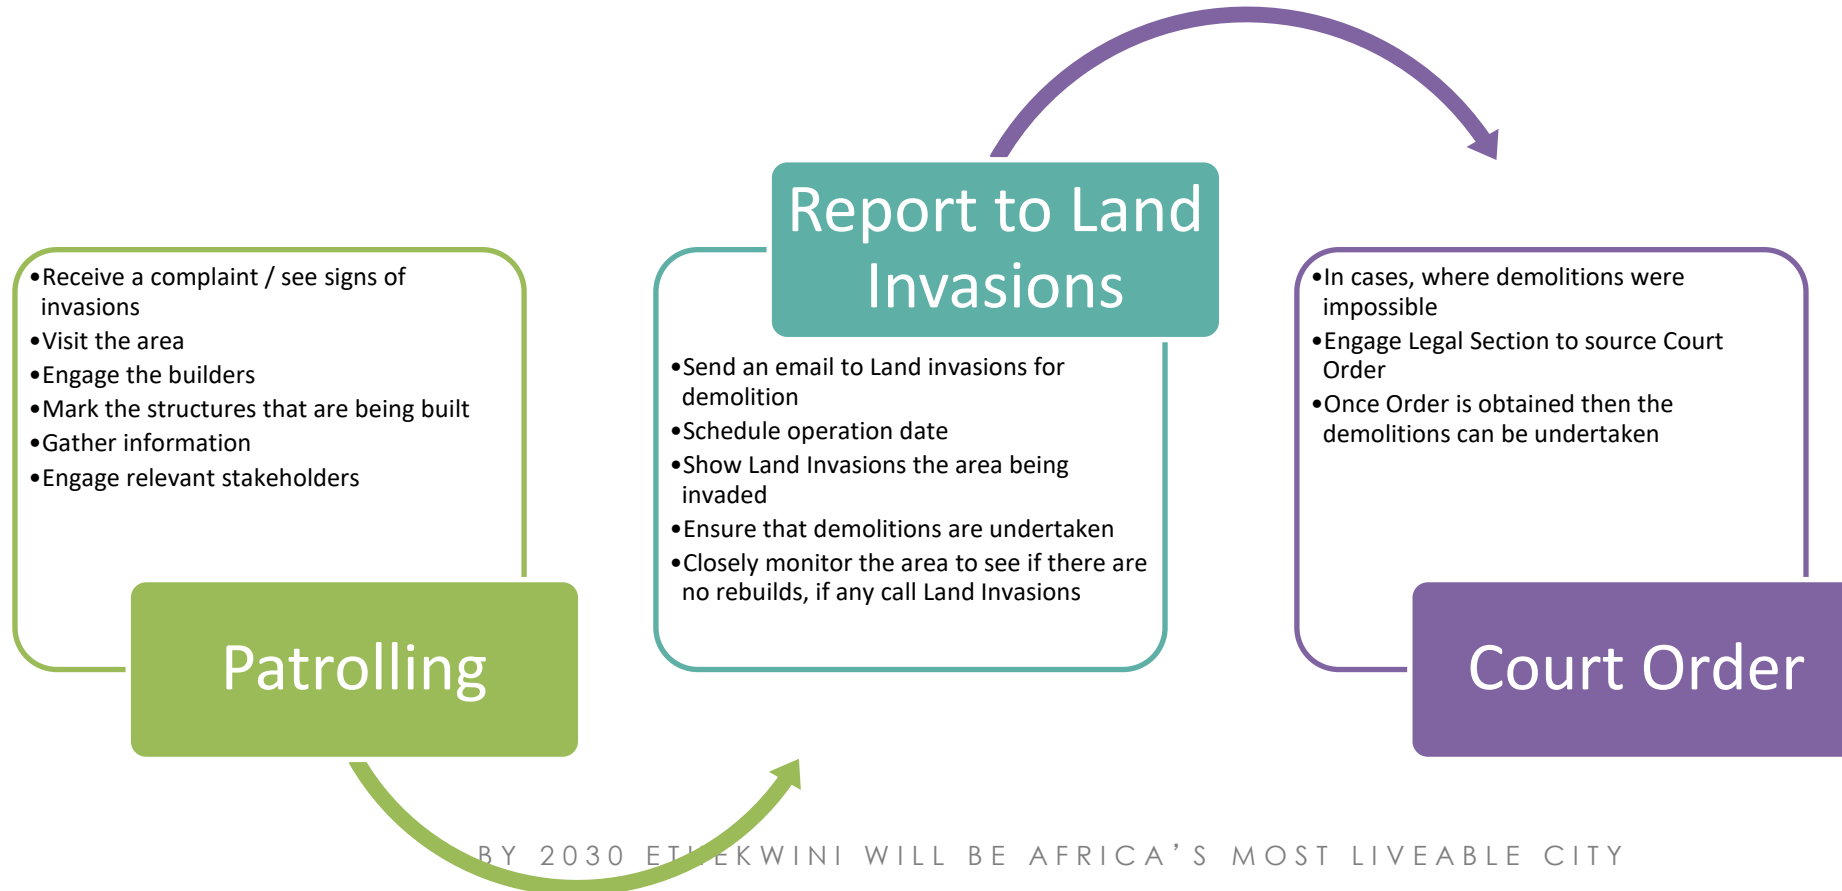 •Receive a complaint / see signs of
invasions
•Visit the area
•Engage the builders
•Mark the structures that are being built
•Gather information
•Engage relevant stakeholders
Patrolling
Report to Land
Invasions
•Send an email to Land invasions for
demolition
•Schedule operation date
•Show Land Invasions the area being
invaded
•Ensure that demolitions are undertaken
•Closely monitor the area to see if there are
no rebuilds, if any call Land Invasions
•In cases, where demolitions were
impossible
•Engage Legal Section to source Court
Order
•Once Order is obtained then the
demolitions can be undertaken
Court Order
BY 2030 ETHEKWINI WILL BE AFRICA’S MOST LIVEABLE CITY